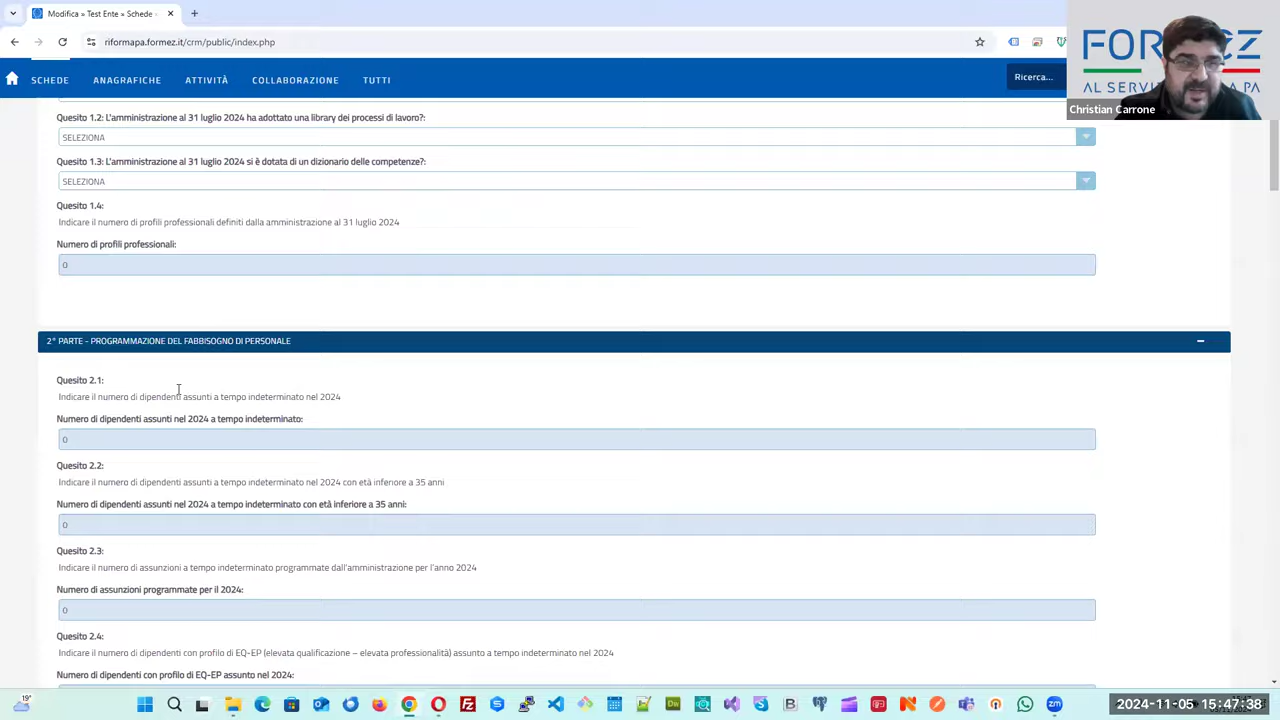 Modifica » Test Ente » Schede
riformapa.formez.it/crm/public/index.php
SCHEDE
ANAGRAFICHE
ATTIVITÀ
COLLABORAZIONE
TUTTI
Ricerca...
FORMEZ
AL SERVI
PA
Christian Carrone
Quesito 1.2: L'amministrazione al 31 luglio 2024 ha adottato una library dei processi di lavoro?:
SELEZIONA
Quesito 1.3: L'amministrazione al 31 luglio 2024 si è dotata di un dizionario delle competenze?:
SELEZIONA
Quesito 1.4:
Indicare il numero di profili professionali definiti dalla amministrazione al 31 luglio 2024
Numero di profili professionali:
0
2° PARTE - PROGRAMMAZIONE DEL FABBISOGNO DI PERSONALE
Quesito 2.1:
Indicare il numero di dipendenti assunti a tempo indeterminato nel 2024
Numero di dipendenti assunti nel 2024 a tempo indeterminato:
0
Quesito 2.2:
Indicare il numero di dipendenti assunti a tempo indeterminato nel 2024 con età inferiore a 35 anni
Numero di dipendenti assunti nel 2024 a tempo indeterminato con età inferiore a 35 anni:
0
Quesito 2.3:
Indicare il numero di assunzioni a tempo indeterminato programmate dall'amministrazione per l'anno 2024
Numero di assunzioni programmate per il 2024:
0
Quesito 2.4:
Indicare il numero di dipendenti con profilo di EQ-EP (elevata qualificazione – elevata professionalità) assunto a tempo indeterminato nel 2024
Numero di dipendenti con profilo di EQ-EP assunto nel 2024:
19°
2024-11-05 15:47:38